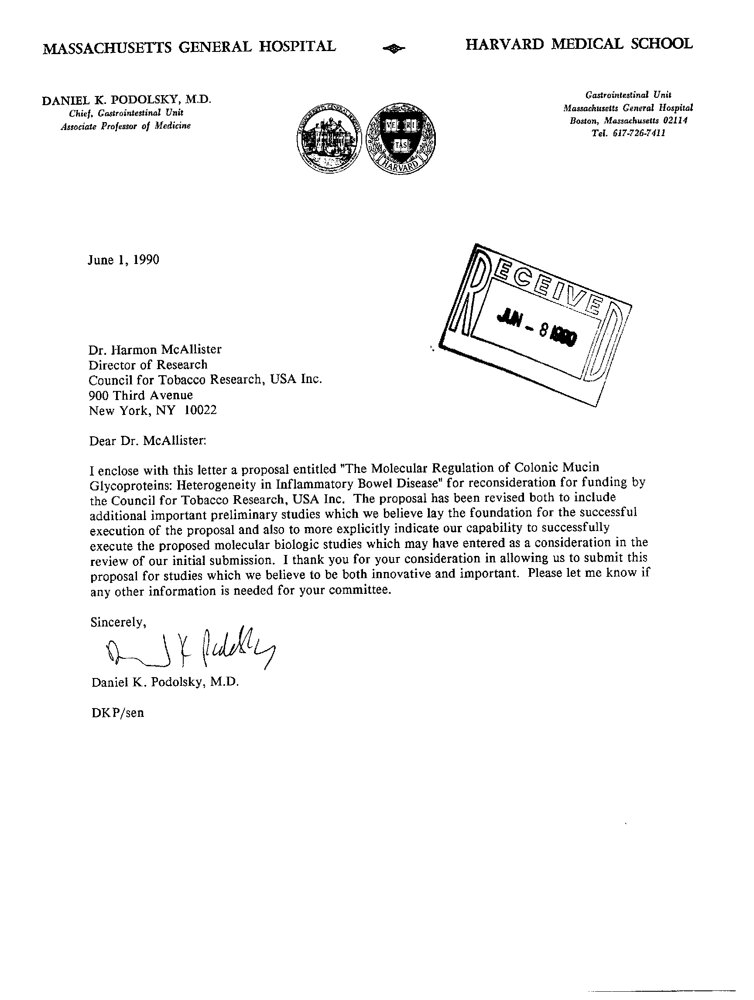 MASSACHUSETTS GENERAL HOSPITAL
HARVARD MEDICAL SCHOOL
DANIEL K. PODOLSKY, M.D.
Chief, Gastrointestinal Unit
Associate Professor of Medicine
VE RI
TAS
HARVARD
Gastrointestinal Unit
Massachusetts General Hospital
Boston, Massachusetts 02114
Tel. 617-726-7411
June 1, 1990
RECEIVED
JUN - 8 1990
Dr. Harmon McAllister
Director of Research
Council for Tobacco Research, USA Inc.
900 Third Avenue
New York, NY 10022
Dear Dr. McAllister:
I enclose with this letter a proposal entitled "The Molecular Regulation of Colonic Mucin
Glycoproteins: Heterogeneity in Inflammatory Bowel Disease" for reconsideration for funding by
the Council for Tobacco Research, USA Inc. The proposal has been revised both to include
additional important preliminary studies which we believe lay the foundation for the successful
execution of the proposal and also to more explicitly indicate our capability to successfully
execute the proposed molecular biologic studies which may have entered as a consideration in the
review of our initial submission. I thank you for your consideration in allowing us to submit this
proposal for studies which we believe to be both innovative and important. Please let me know if
any other information is needed for your committee.
Sincerely,
D K Podolsky
Daniel K. Podolsky, M.D.
DKP/sen